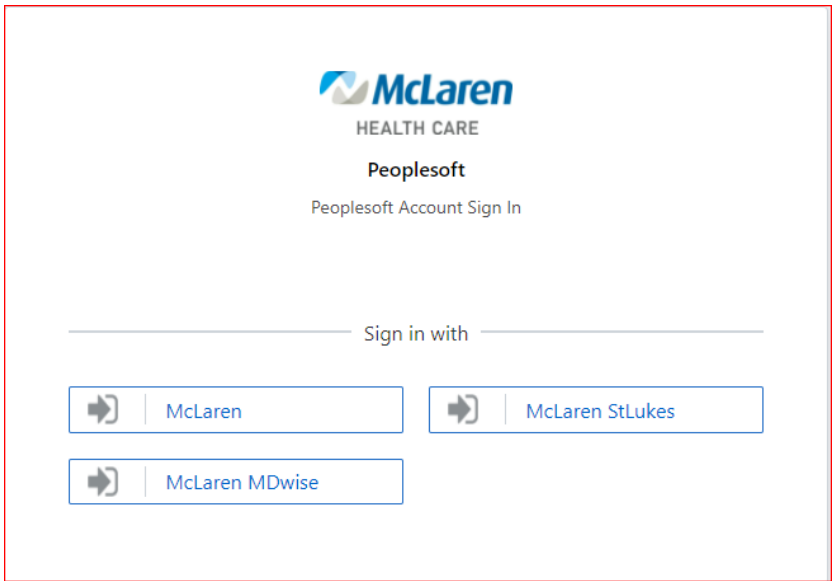 McLaren
HEALTH CARE
Peoplesoft
Peoplesoft Account Sign In
Sign in with
McLaren
McLaren StLukes
McLaren MDwise